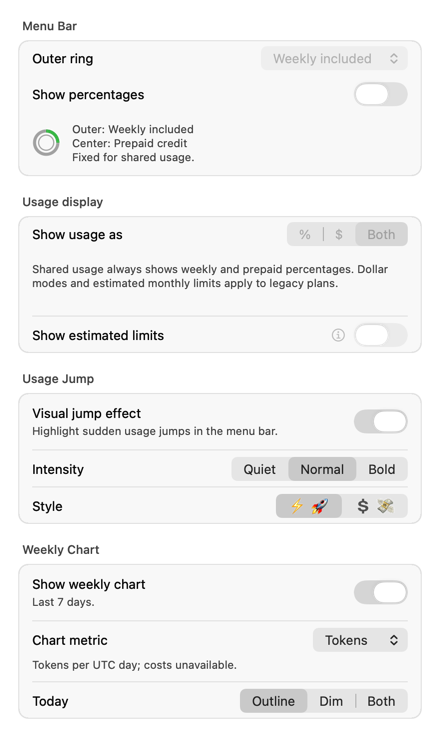 Menu Bar
Outer ring Weekly included
Show percentages
Outer: Weekly included
Center: Prepaid credit
Fixed for shared usage.
Usage display
Show usage as % $ Both
Shared usage always shows weekly and prepaid percentages. Dollar
modes and estimated monthly limits apply to legacy plans.
Show estimated limits
Usage Jump
Visual jump effect
Highlight sudden usage jumps in the menu bar.
Intensity Quiet Normal Bold
Style ⚡ 🚀 $ 💸
Weekly Chart
Show weekly chart
Last 7 days.
Chart metric Tokens
Tokens per UTC day; costs unavailable.
Today Outline Dim Both